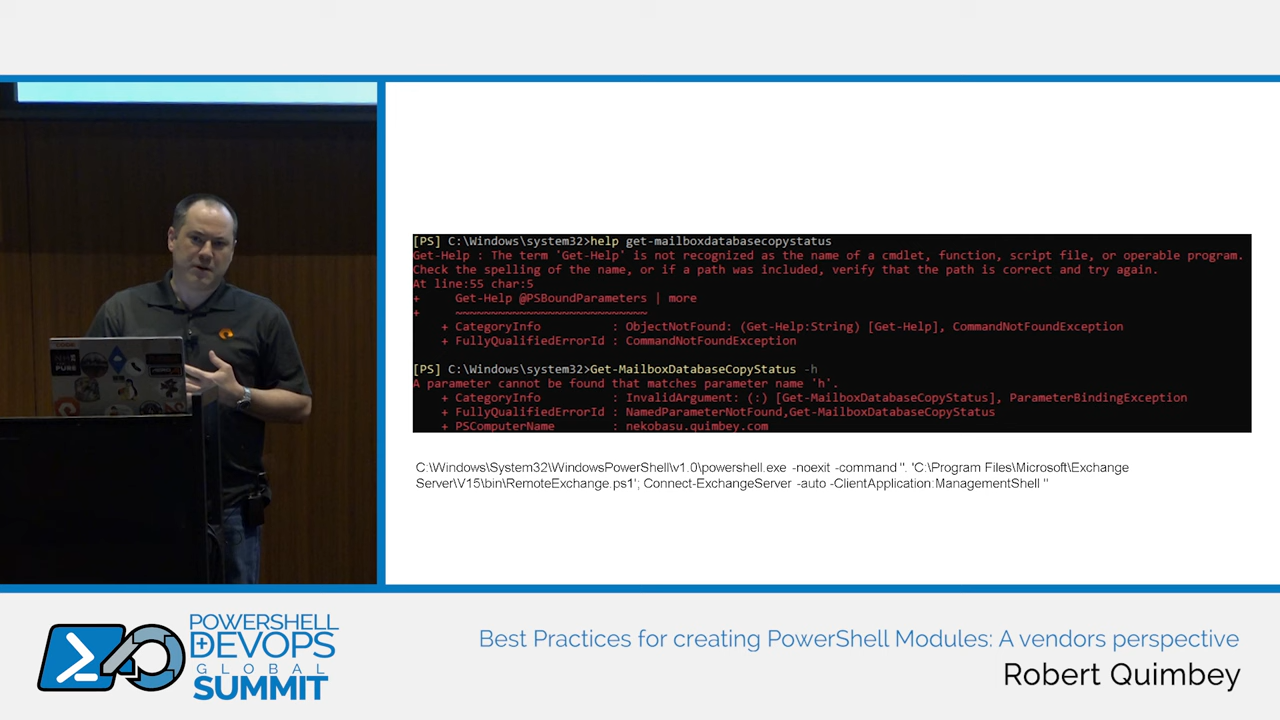 [PS] C:\Windows\system32>help get-mailboxdatabasecopystatus
Get-Help : The term 'Get-Help' is not recognized as the name of a cmdlet, function, script file, or operable program.
Check the spelling of the name, or if a path was included, verify that the path is correct and try again.
At line:55 char:5
+     Get-Help @PSBoundParameters | more
+     ~~~~~~~~~~~~~~~~~~~~~~~~~~~
    + CategoryInfo          : ObjectNotFound: (Get-Help:String) [Get-Help], CommandNotFoundException
    + FullyQualifiedErrorId : CommandNotFoundException
[PS] C:\Windows\system32>Get-MailboxDatabaseCopyStatus -h
A parameter cannot be found that matches parameter name 'h'.
    + CategoryInfo          : InvalidArgument: (:) [Get-MailboxDatabaseCopyStatus], ParameterBindingException
    + FullyQualifiedErrorId : NamedParameterNotFound,Get-MailboxDatabaseCopyStatus
    + PSComputerName        : nekobasu.quimbey.com
C:\Windows\System32\WindowsPowerShell\v1.0\powershell.exe -noexit -command ". 'C:\Program Files\Microsoft\Exchange
Server\V15\bin\RemoteExchange.ps1'; Connect-ExchangeServer -auto -ClientApplication:ManagementShell "
POWERSHELL
DEVOPS
GLOBAL
SUMMIT
Best Practices for creating PowerShell Modules: A vendors perspective
Robert Quimbey